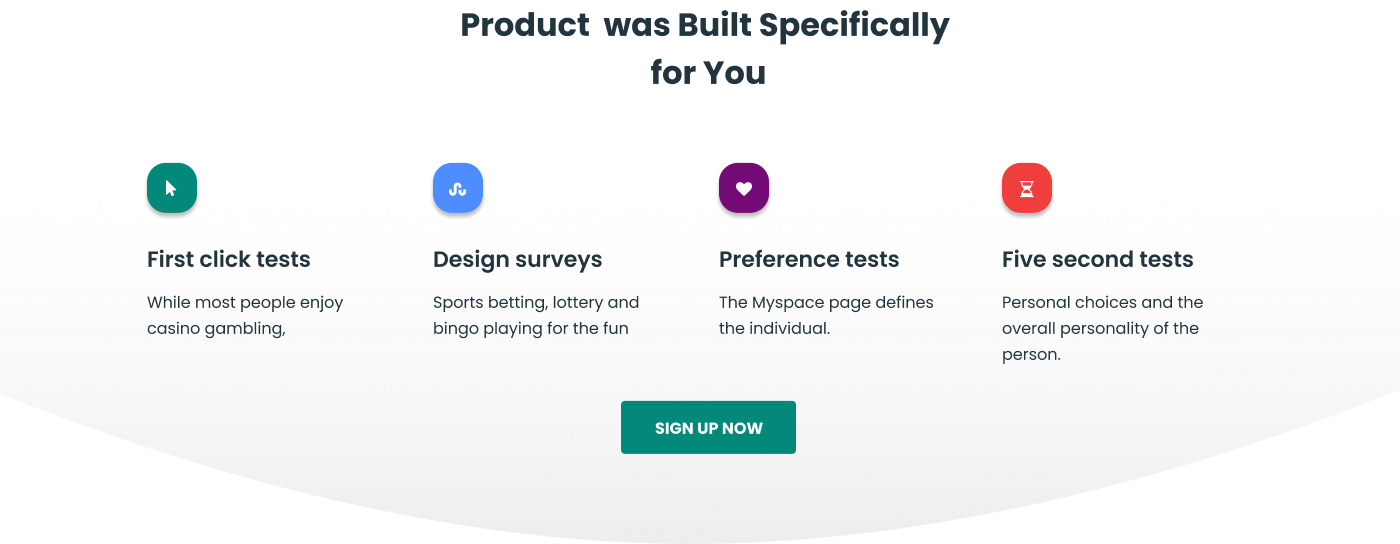 Product was Built Specifically
for You
First click tests
While most people enjoy
casino gambling,
Design surveys
Sports betting, lottery and
bingo playing for the fun
Preference tests
The Myspace page defines
the individual.
Five second tests
Personal choices and the
overall personality of the
person.
SIGN UP NOW